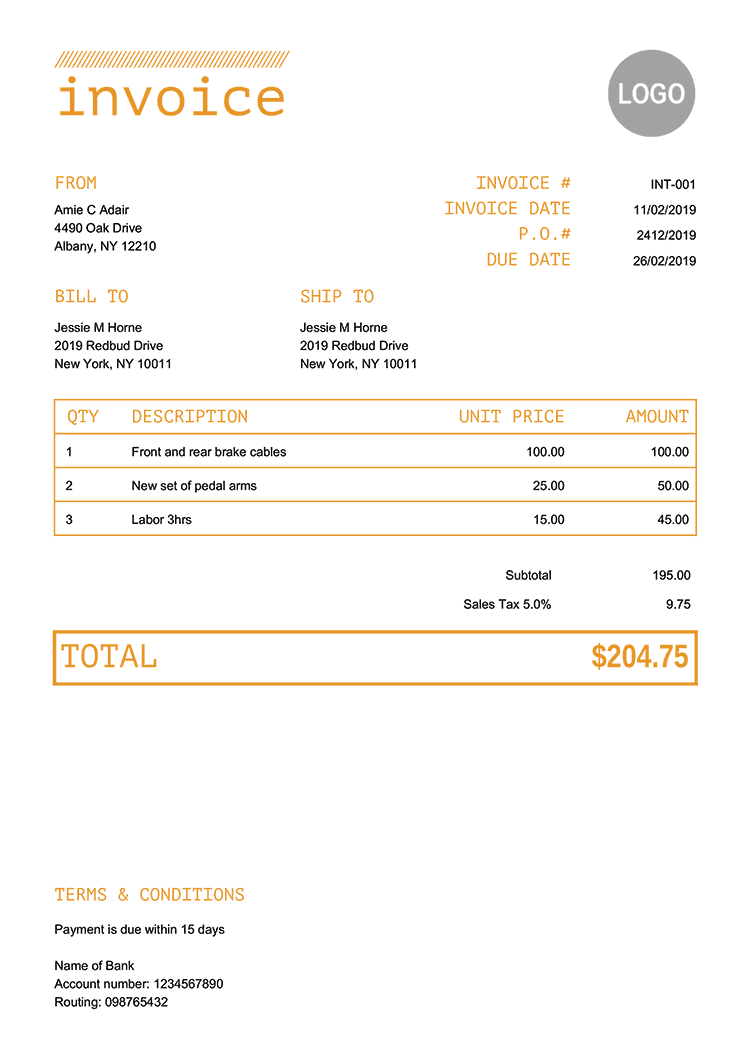 invoice
LOGO
FROM
Amie C Adair
4490 Oak Drive
Albany, NY 12210
INVOICE # INT-001
INVOICE DATE 11/02/2019
P.O.# 2412/2019
DUE DATE 26/02/2019
BILL TO
Jessie M Horne
2019 Redbud Drive
New York, NY 10011
SHIP TO
Jessie M Horne
2019 Redbud Drive
New York, NY 10011
QTY DESCRIPTION UNIT PRICE AMOUNT
1 Front and rear brake cables 100.00 100.00
2 New set of pedal arms 25.00 50.00
3 Labor 3hrs 15.00 45.00
Subtotal 195.00
Sales Tax 5.0% 9.75
TOTAL $204.75
TERMS & CONDITIONS
Payment is due within 15 days
Name of Bank
Account number: 1234567890
Routing: 098765432